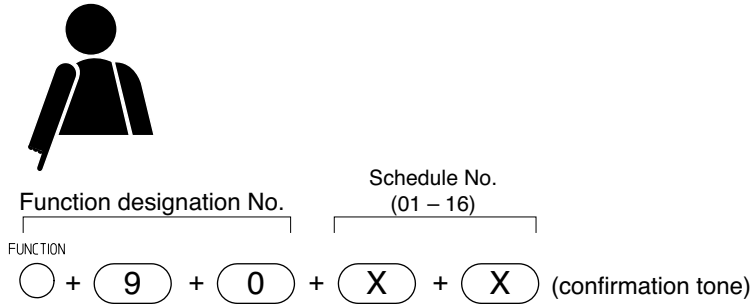 Schedule No.
Function designation No. (01 – 16)
FUNCTION
+ 9 + 0 + X + X (confirmation tone)